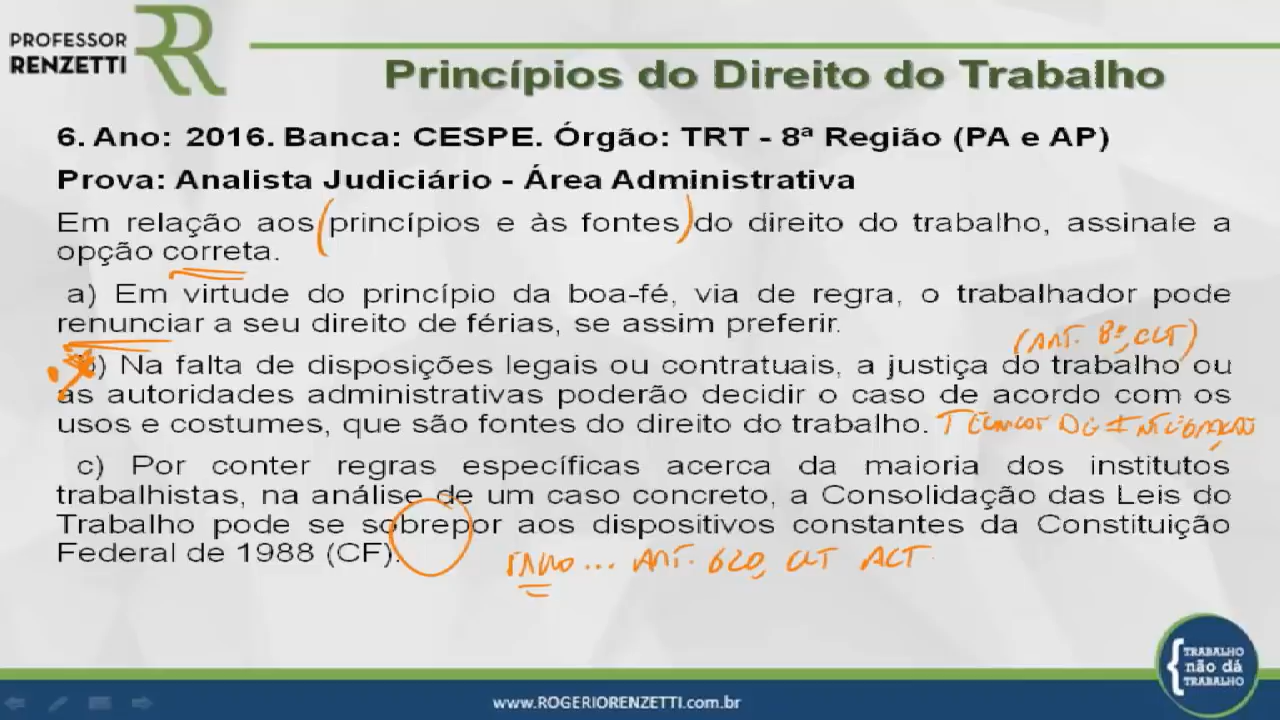 PROFESSOR
RENZETTI
Princípios do Direito do Trabalho
6. Ano: 2016. Banca: CESPE. Órgão: TRT - 8ª Região (PA e AP)
Prova: Analista Judiciário - Área Administrativa
Em relação aos (princípios e às fontes) do direito do trabalho, assinale a
opção correta.
a) Em virtude do princípio da boa-fé, via de regra, o trabalhador pode
renunciar a seu direito de férias, se assim preferir.
(ART. 8º, CLT)
b) Na falta de disposições legais ou contratuais, a justiça do trabalho ou
as autoridades administrativas poderão decidir o caso de acordo com os
usos e costumes, que são fontes do direito do trabalho. TÉCNICAS DE INTEGRAÇÃO
c) Por conter regras específicas acerca da maioria dos institutos
trabalhistas, na análise de um caso concreto, a Consolidação das Leis do
Trabalho pode se sobrepor aos dispositivos constantes da Constituição
Federal de 1988 (CF).
... ART. 620, CLT ACT
TRABALHO
não dá
TRABALHO
www.ROGERIORENZETTI.com.br